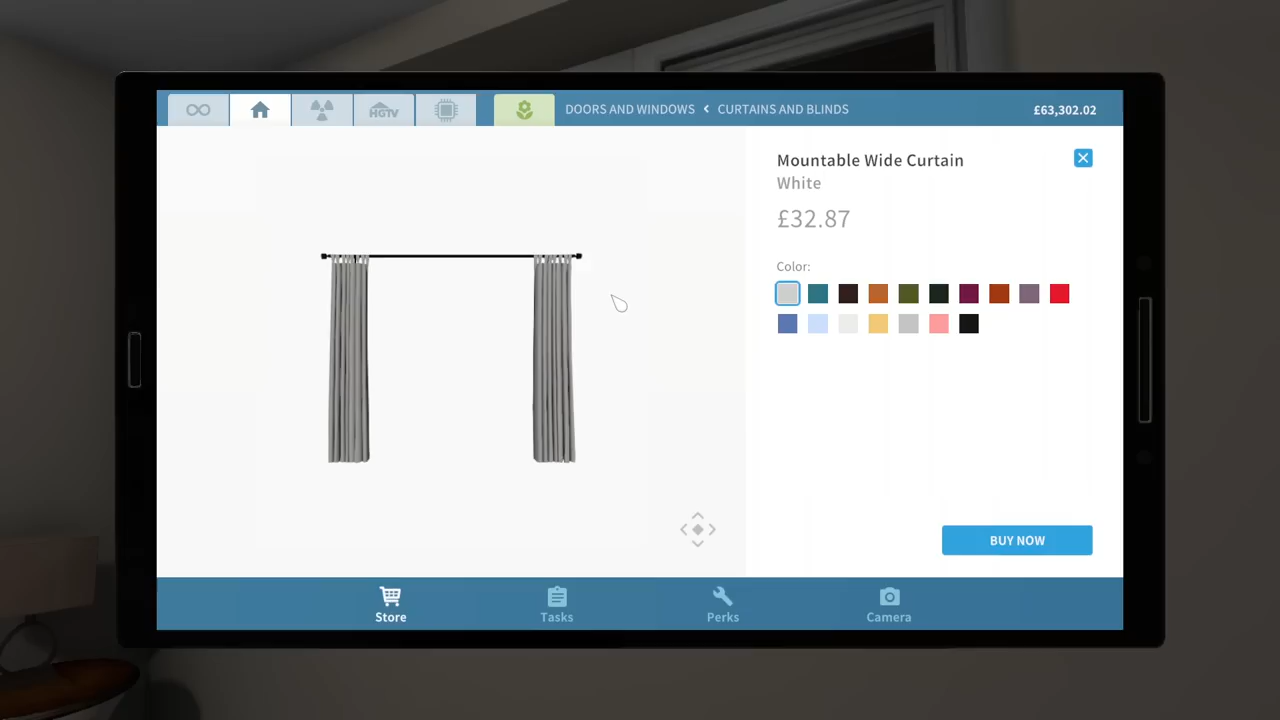 HGTV
DOORS AND WINDOWS < CURTAINS AND BLINDS
£63,302.02
Mountable Wide Curtain
White
£32.87
Color:
BUY NOW
Store
Tasks
Perks
Camera